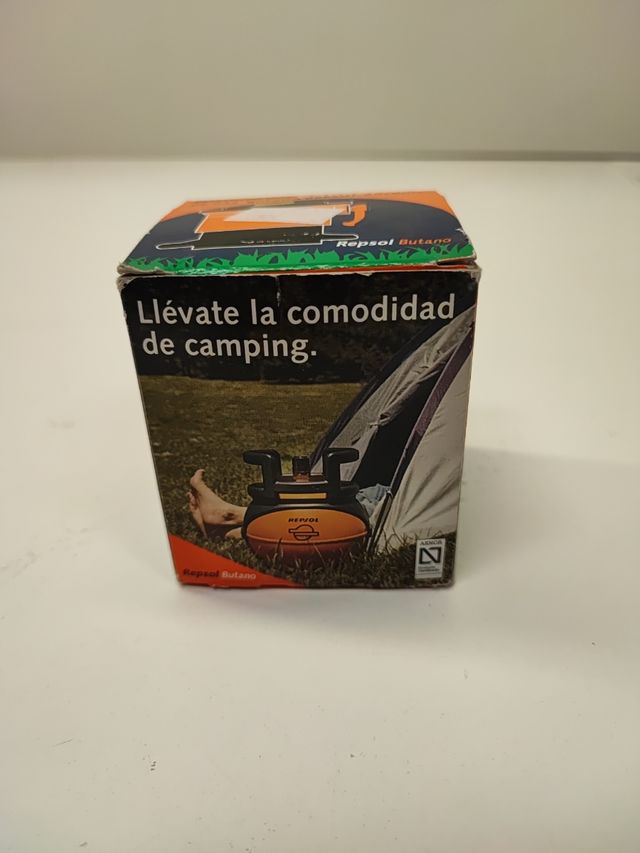 Repsol Butano
Llévate la comodidad
de camping.
REPSOL
Repsol Butano
AENOR